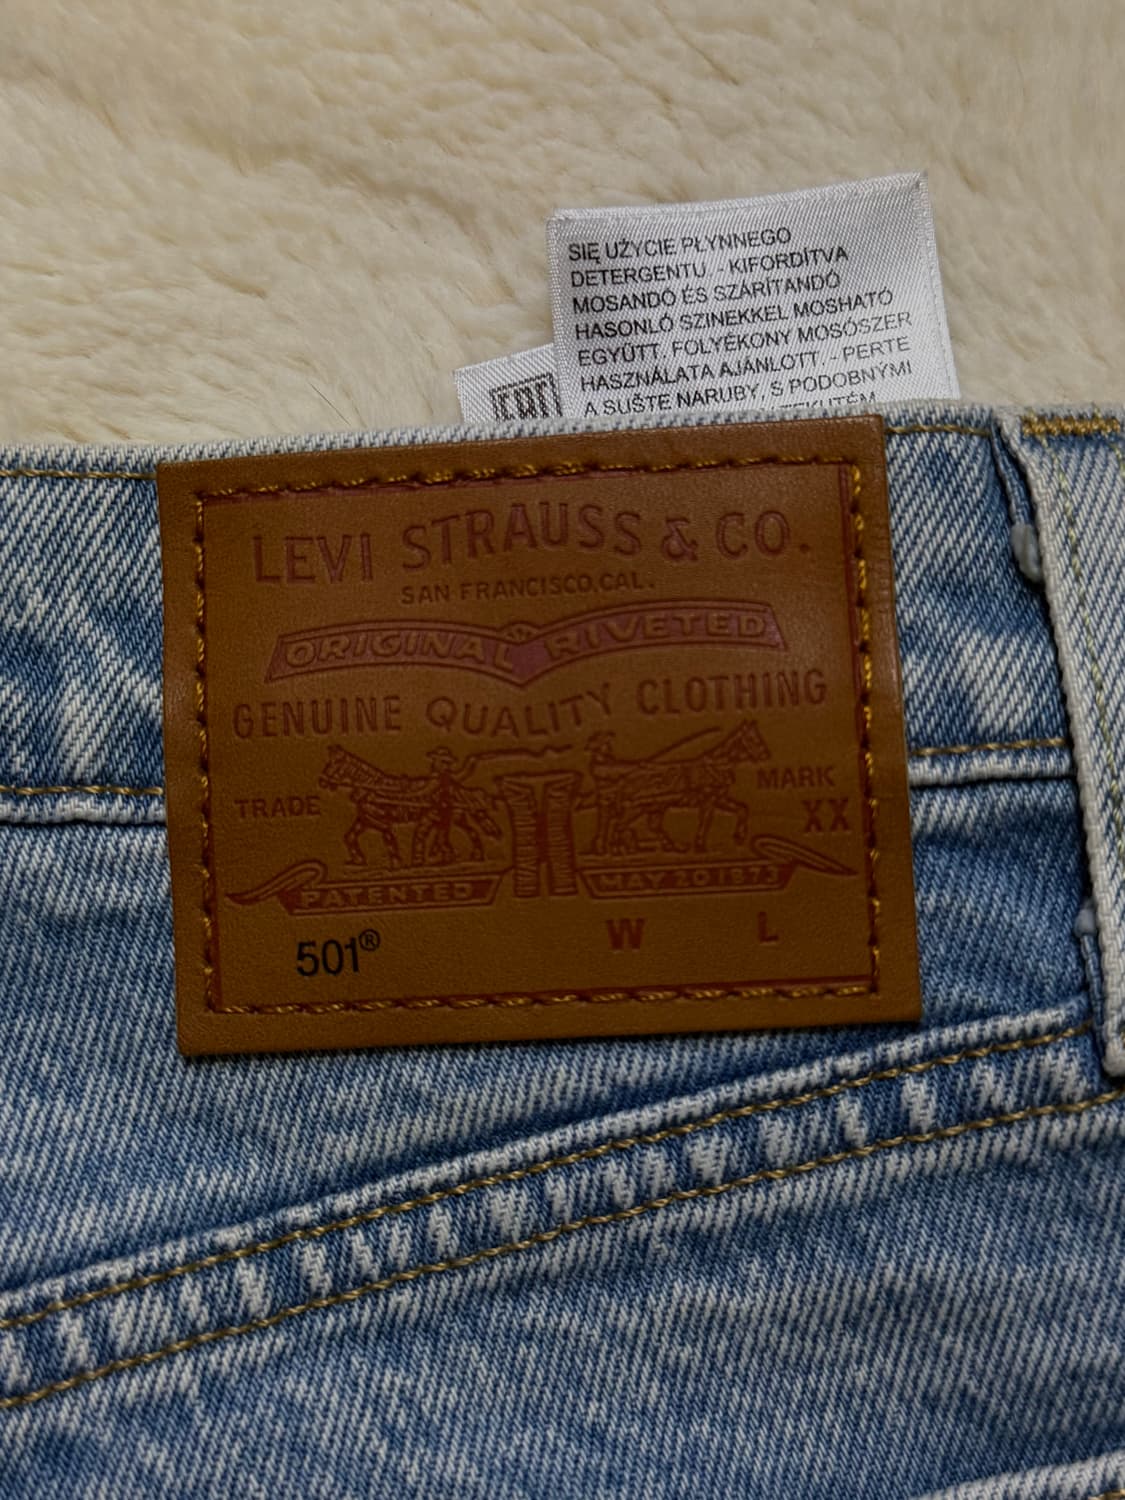 SIĘ UŻYCIE PŁYNNEGO
DETERGENTU. - KIFORDÍTVA
MOSANDÓ ÉS SZÁRÍTANDÓ
HASONLÓ SZINEKKEL MOSHATÓ
EGYÜTT. FOLYÉKONY MOSÓSZER
HASZNÁLATA AJÁNLOTT. - PERTE
A SUŠTE NARUBY, S PODOBNÝMI
LEVI STRAUSS & CO.
SAN FRANCISCO, CAL.
ORIGINAL RIVETED
GENUINE QUALITY CLOTHING
TRADE MARK
XX
PATENTED MAY 20 1873
501® W L